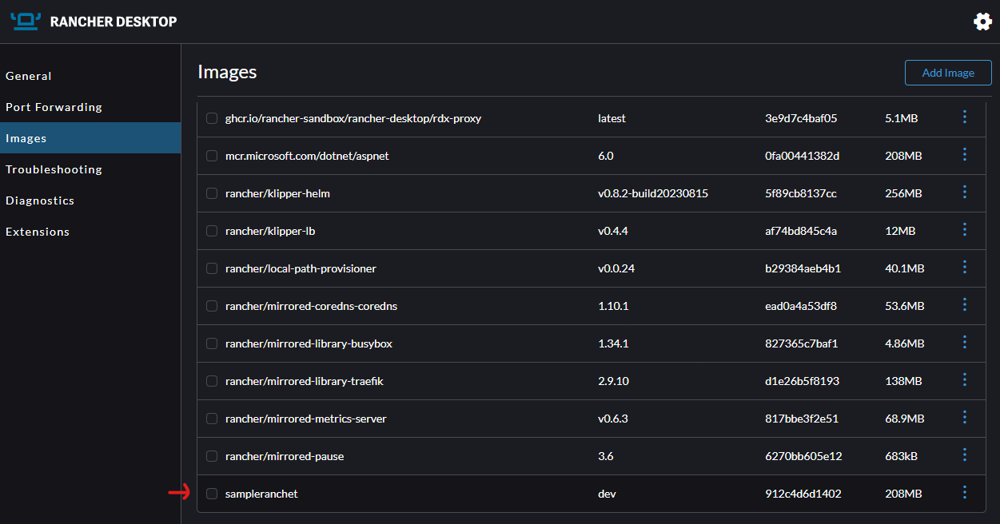 RANCHER DESKTOP
General
Port Forwarding
Images
Troubleshooting
Diagnostics
Extensions
Images
Add Image
ghcr.io/rancher-sandbox/rancher-desktop/rdx-proxy latest 3e9d7c4baf05 5.1MB
mcr.microsoft.com/dotnet/aspnet 6.0 0fa00441382d 208MB
rancher/klipper-helm v0.8.2-build20230815 5f89cb8137cc 256MB
rancher/klipper-lb v0.4.4 af74bd845c4a 12MB
rancher/local-path-provisioner v0.0.24 b29384aeb4b1 40.1MB
rancher/mirrored-coredns-coredns 1.10.1 ead0a4a53df8 53.6MB
rancher/mirrored-library-busybox 1.34.1 827365c7baf1 4.86MB
rancher/mirrored-library-traefik 2.9.10 d1e26b5f8193 138MB
rancher/mirrored-metrics-server v0.6.3 817bbe3f2e51 68.9MB
rancher/mirrored-pause 3.6 6270bb605e12 683kB
sampleranchet dev 912c4d6d1402 208MB